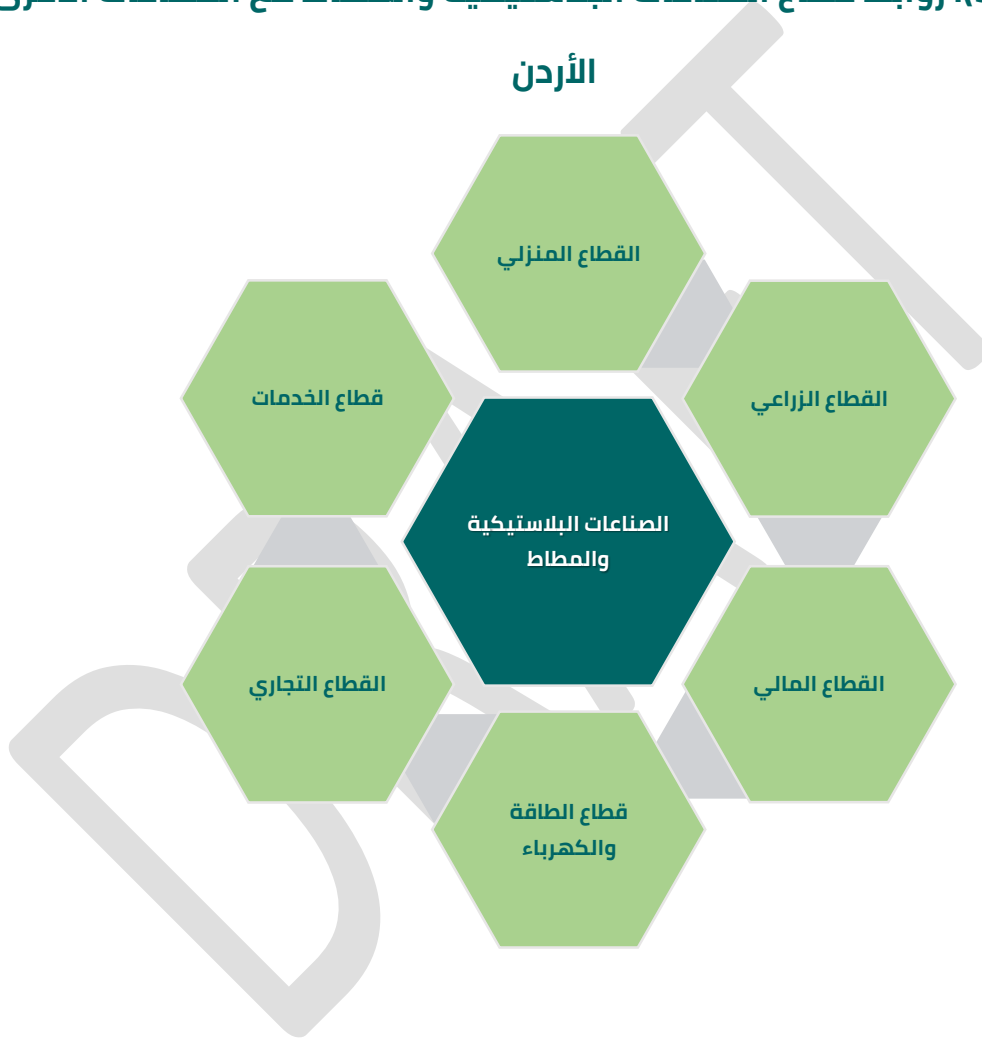 الأردن
القطاع المنزلي
القطاع الزراعي
قطاع الخدمات
الصناعات البلاستيكية
والمطاط
القطاع المالي
القطاع التجاري
قطاع الطاقة
والكهرباء